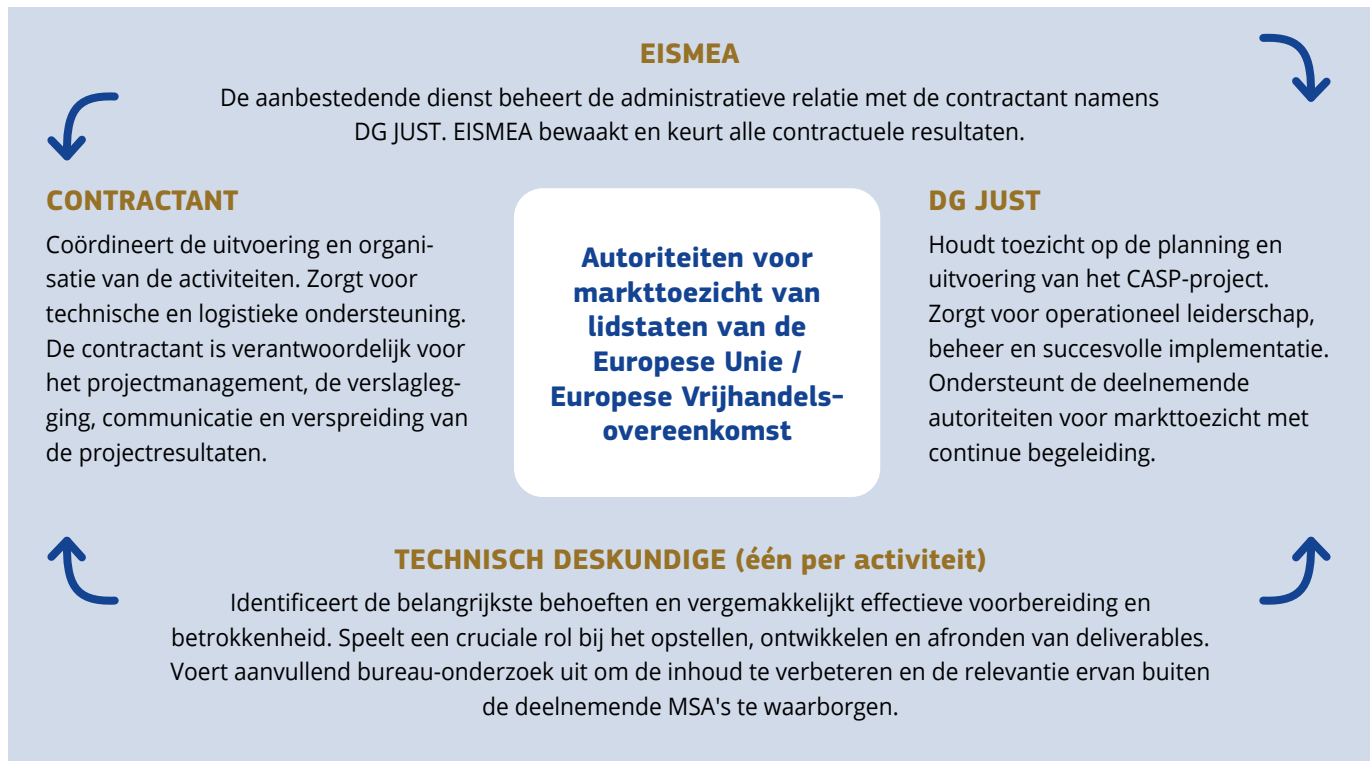 EISMEA
De aanbestedende dienst beheert de administratieve relatie met de contractant namens
DG JUST. EISMEA bewaakt en keurt alle contractuele resultaten.
CONTRACTANT
Coördineert de uitvoering en organi-
satie van de activiteiten. Zorgt voor
technische en logistieke ondersteuning.
De contractant is verantwoordelijk voor
het projectmanagement, de verslagleg-
ging, communicatie en verspreiding van
de projectresultaten.
Autoriteiten voor
markttoezicht van
lidstaten van de
Europese Unie /
Europese Vrijhandels-
overeenkomst
DG JUST
Houdt toezicht op de planning en
uitvoering van het CASP-project.
Zorgt voor operationeel leiderschap,
beheer en succesvolle implementatie.
Ondersteunt de deelnemende
autoriteiten voor markttoezicht met
continue begeleiding.
TECHNISCH DESKUNDIGE (één per activiteit)
Identificeert de belangrijkste behoeften en vergemakkelijkt effectieve voorbereiding en
betrokkenheid. Speelt een cruciale rol bij het opstellen, ontwikkelen en afronden van deliverables.
Voert aanvullend bureau-onderzoek uit om de inhoud te verbeteren en de relevantie ervan buiten
de deelnemende MSA's te waarborgen.